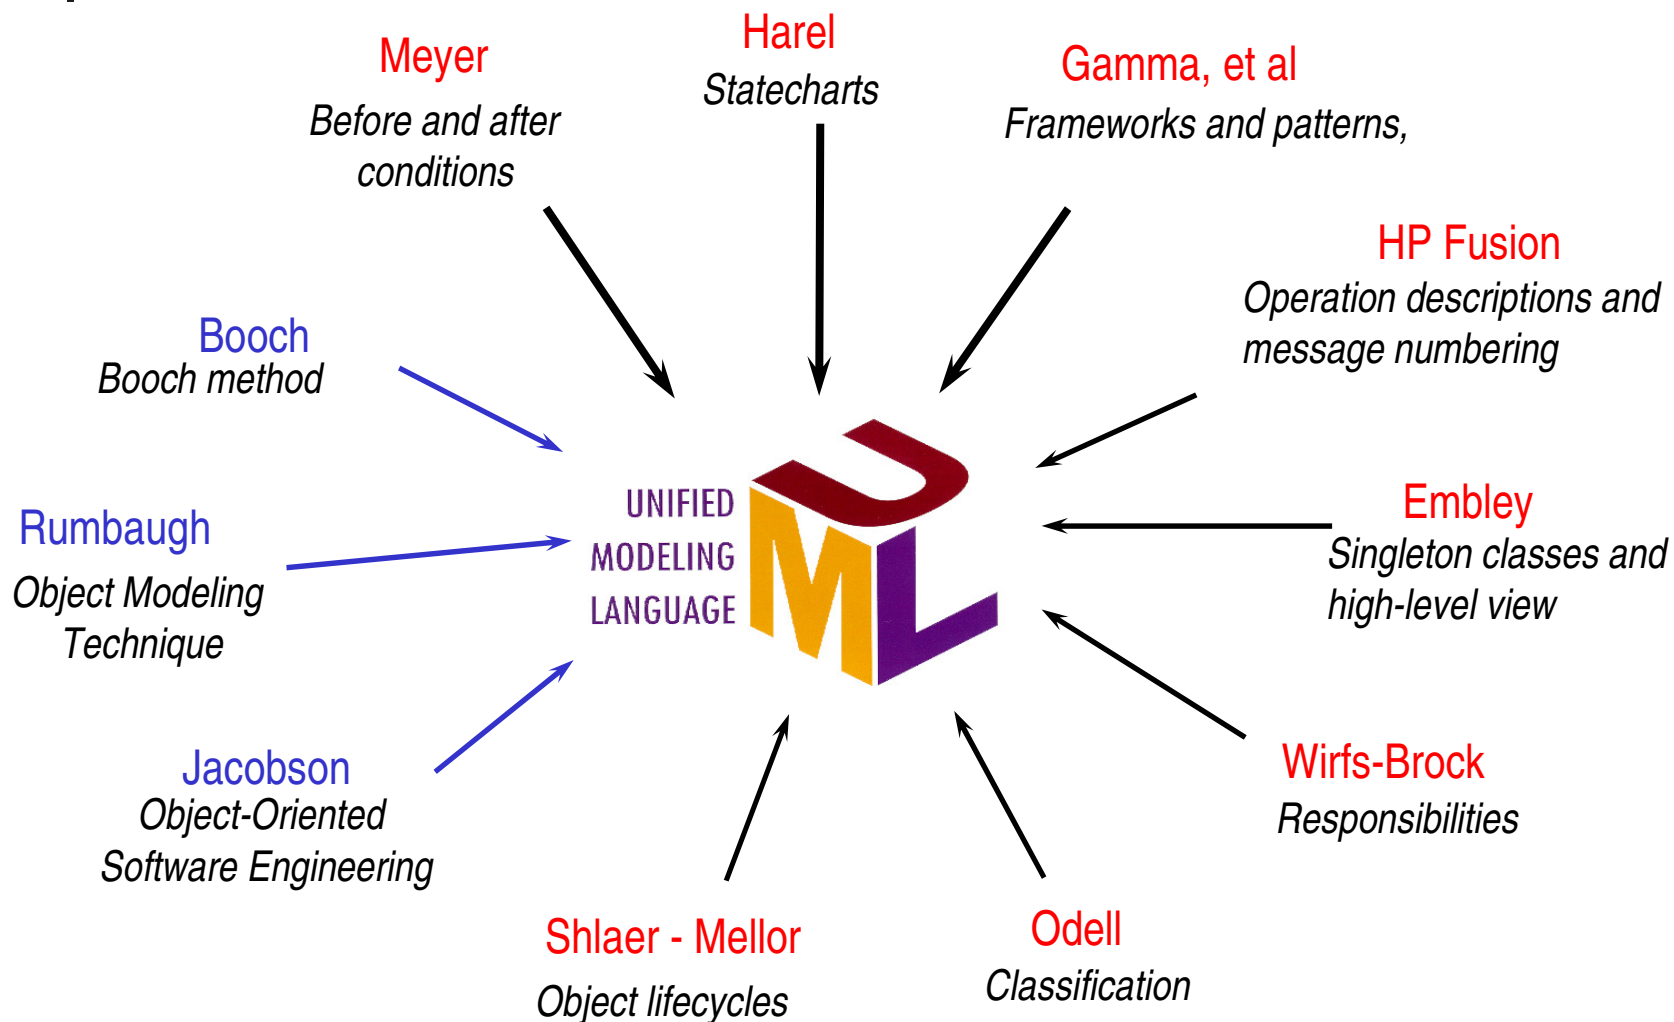 Meyer
Before and after
conditions
Harel
Statecharts
Gamma, et al
Frameworks and patterns,
HP Fusion
Operation descriptions and
message numbering
Booch
Booch method
Embley
Singleton classes and
high-level view
Rumbaugh
Object Modeling
Technique
UNIFIED
MODELING
LANGUAGE
UML
Jacobson
Object-Oriented
Software Engineering
Wirfs-Brock
Responsibilities
Shlaer - Mellor
Object lifecycles
Odell
Classification